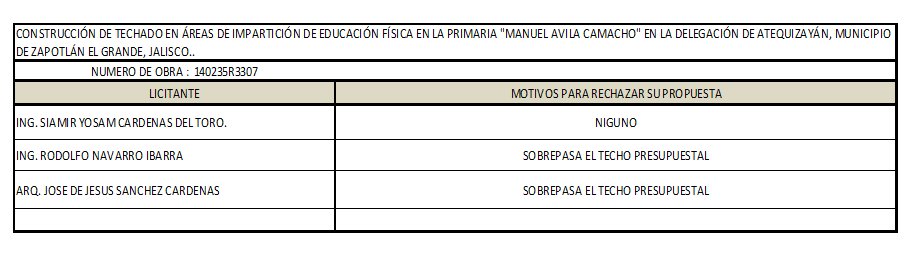 CONSTRUCCIÓN DE TECHADO EN ÁREAS DE IMPARTICIÓN DE EDUCACIÓN FÍSICA EN LA PRIMARIA "MANUEL AVILA CAMACHO" EN LA DELEGACIÓN DE ATEQUIZAYÁN, MUNICIPIO
DE ZAPOTLÁN EL GRANDE, JALISCO..
NUMERO DE OBRA : 140235R3307
LICITANTE MOTIVOS PARA RECHAZAR SU PROPUESTA
ING. SIAMIR YOSAM CARDENAS DEL TORO. NIGUNO
ING. RODOLFO NAVARRO IBARRA SOBREPASA EL TECHO PRESUPUESTAL
ARQ. JOSE DE JESUS SANCHEZ CARDENAS SOBREPASA EL TECHO PRESUPUESTAL